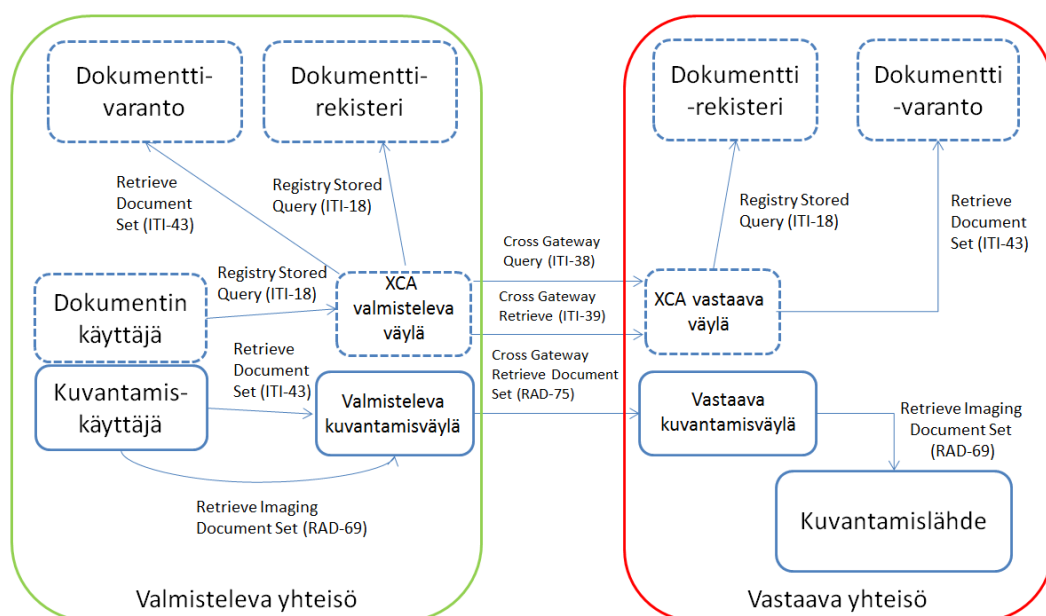 Dokumentti-
varanto
Dokumentti-
rekisteri
Dokumentti
-rekisteri
Dokumentti
-varanto
Retrieve
Document
Set (ITI-43)
Registry Stored
Query (ITI-18)
Registry Stored
Query (ITI-18)
Retrieve
Document
Set (ITI-43)
Cross Gateway
Query (ITI-38)
Registry Stored
Query (ITI-18)
Dokumentin
käyttäjä
XCA
valmisteleva
väylä
Cross Gateway
Retrieve (ITI-39)
XCA vastaava
väylä
Retrieve
Document
Set (ITI-43)
Cross Gateway
Retrieve Document
Set (RAD-75)
Kuvantamis-
käyttäjä
Valmisteleva
kuvantamisväylä
Vastaava
kuvantamisväylä
Retrieve Imaging
Document Set
(RAD-69)
Retrieve Imaging
Document Set (RAD-69)
Kuvantamislähde
Valmisteleva yhteisö
Vastaava yhteisö